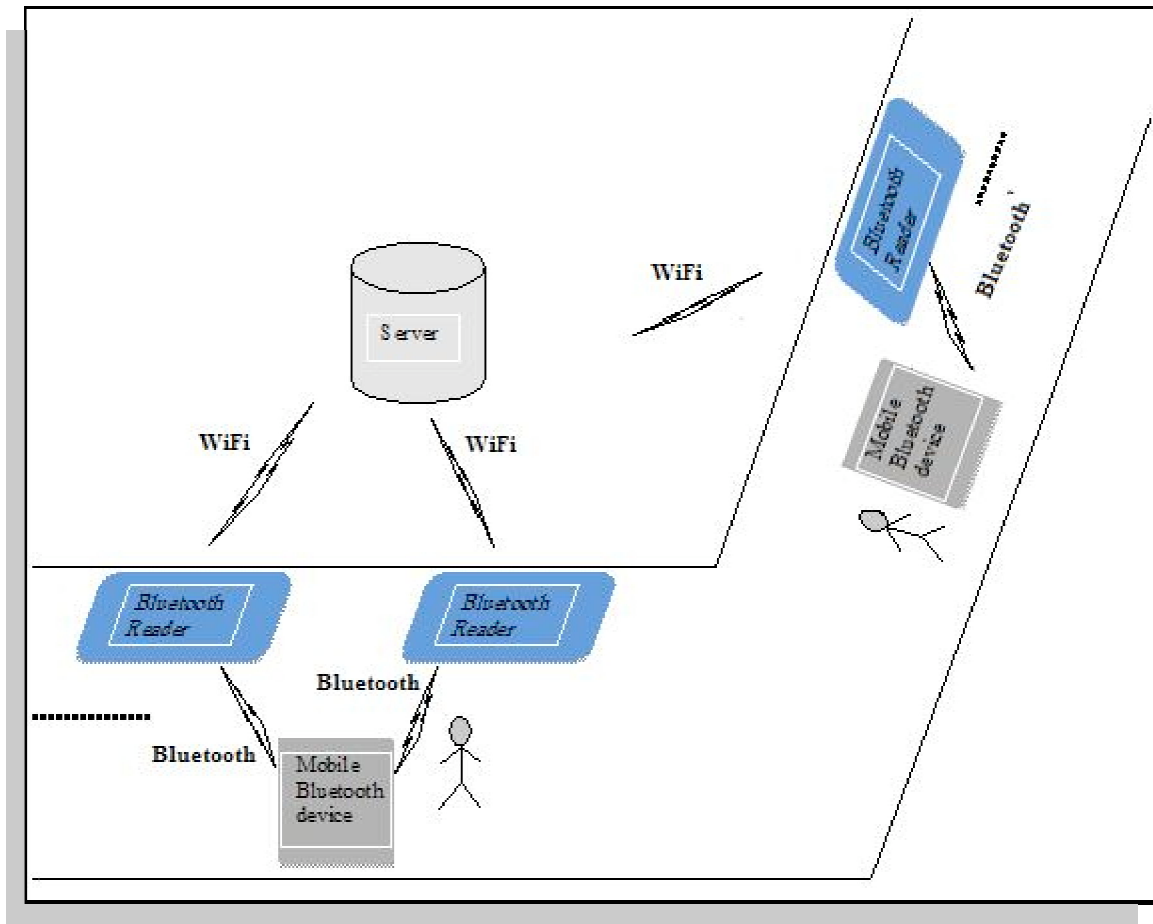 Bluetooth
Reader
Bluetooth'
WiFi
Server
Mobile
Bluetooth
device
WiFi
WiFi
Bluetooth
Reader
Bluetooth
Reader
Bluetooth
Bluetooth
Mobile
Bluetooth
device